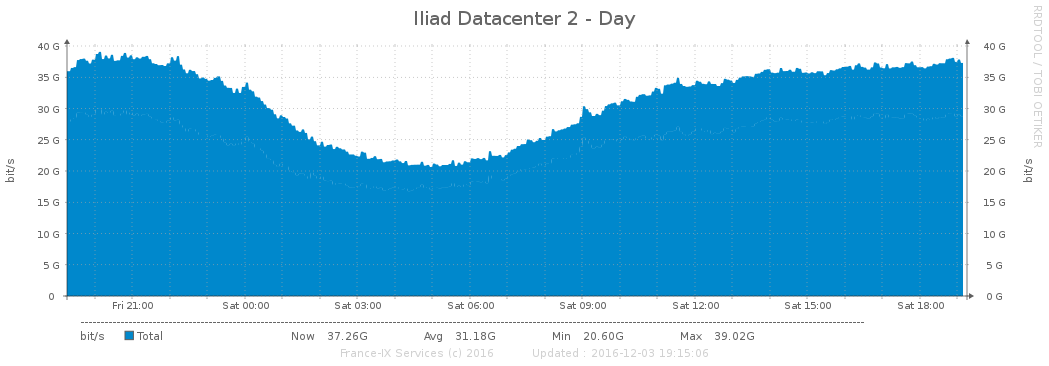 Iliad Datacenter 2 - Day
RRDTOOL / TOBI OETIKER
bit/s
40 G
35 G
30 G
25 G
20 G
15 G
10 G
5 G
0
40 G
35 G
30 G
25 G
20 G
15 G
10 G
5 G
0 G
bit/s
Fri 21:00 Sat 00:00 Sat 03:00 Sat 06:00 Sat 09:00 Sat 12:00 Sat 15:00 Sat 18:00
bit/s Total Now 37.26G Avg 31.18G Min 20.60G Max 39.02G
France-IX Services (c) 2016 Updated : 2016-12-03 19:15:06